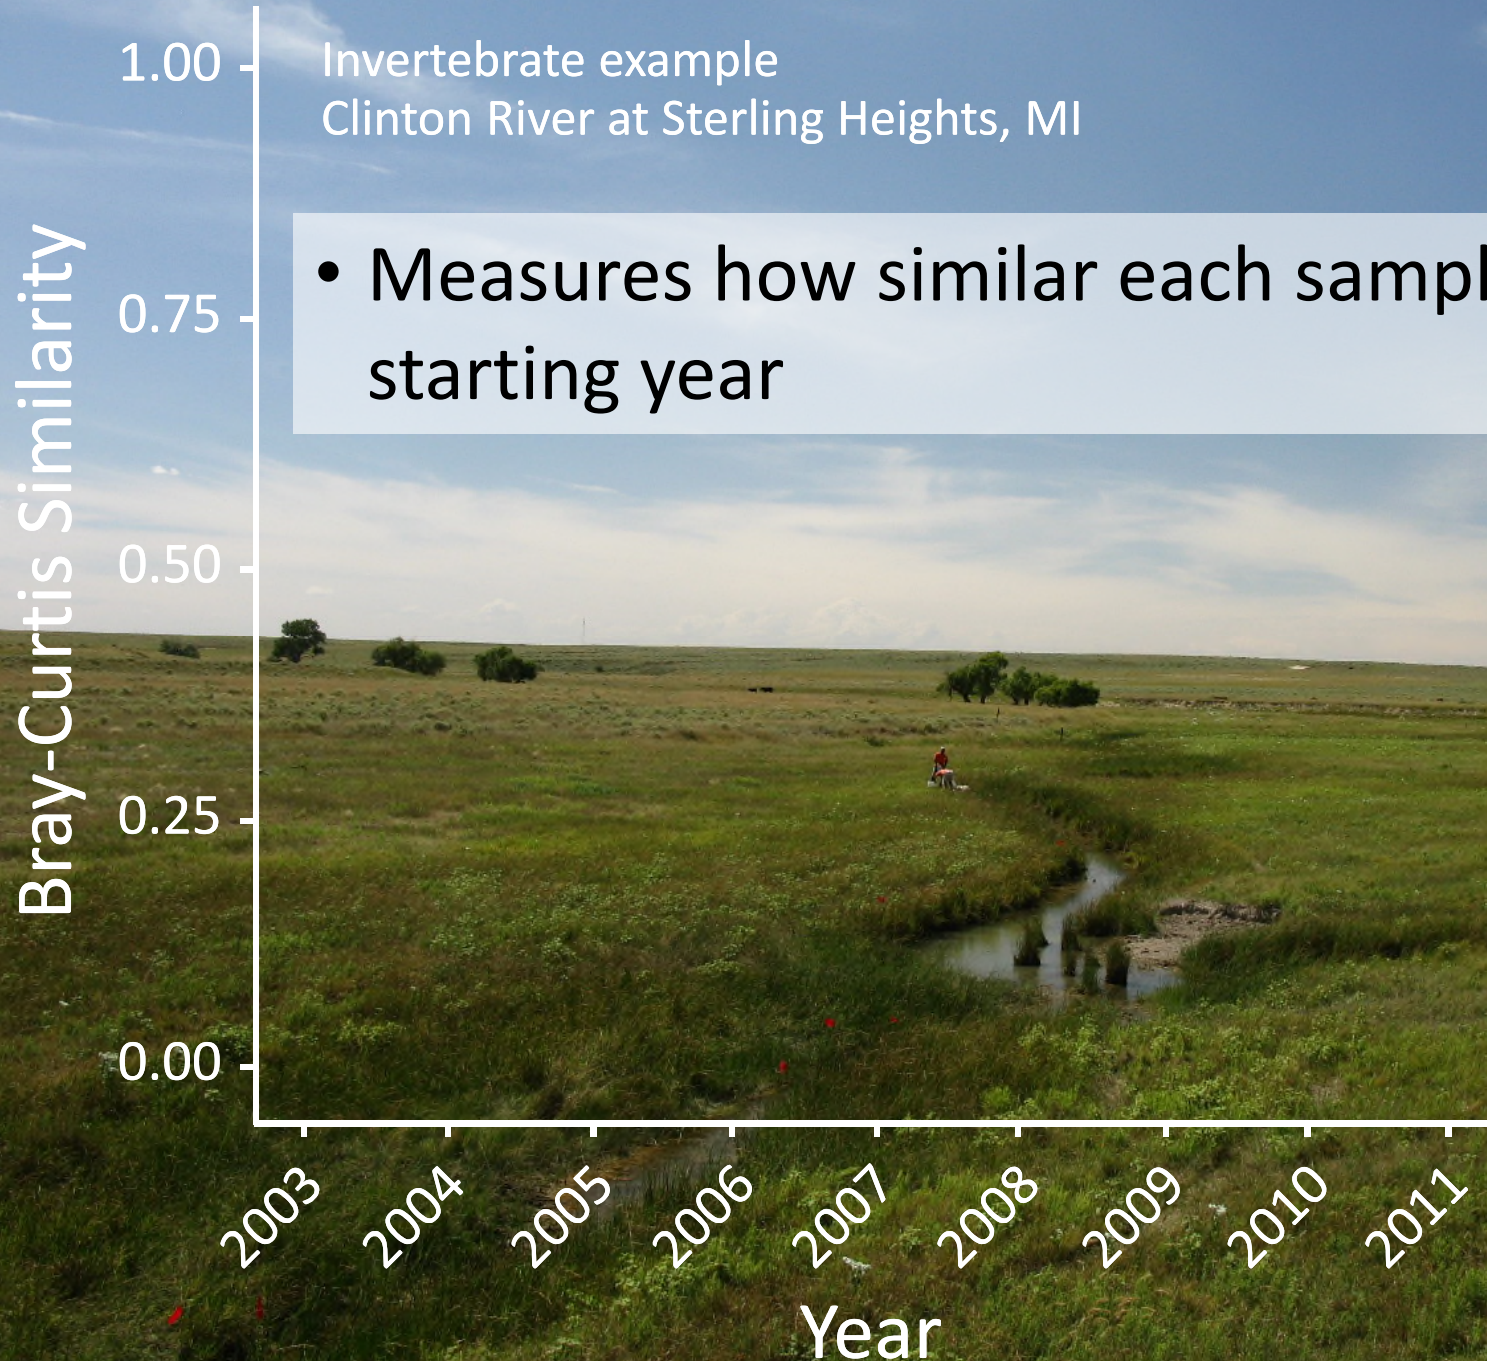 1.00
Invertebrate example
Clinton River at Sterling Heights, MI
• Measures how similar each
starting year
0.75
0.50
0.25
0.00
Bray-Curtis Similarity
2003
2004
2005
2006
2007
2008
2009
2010
2011
Year